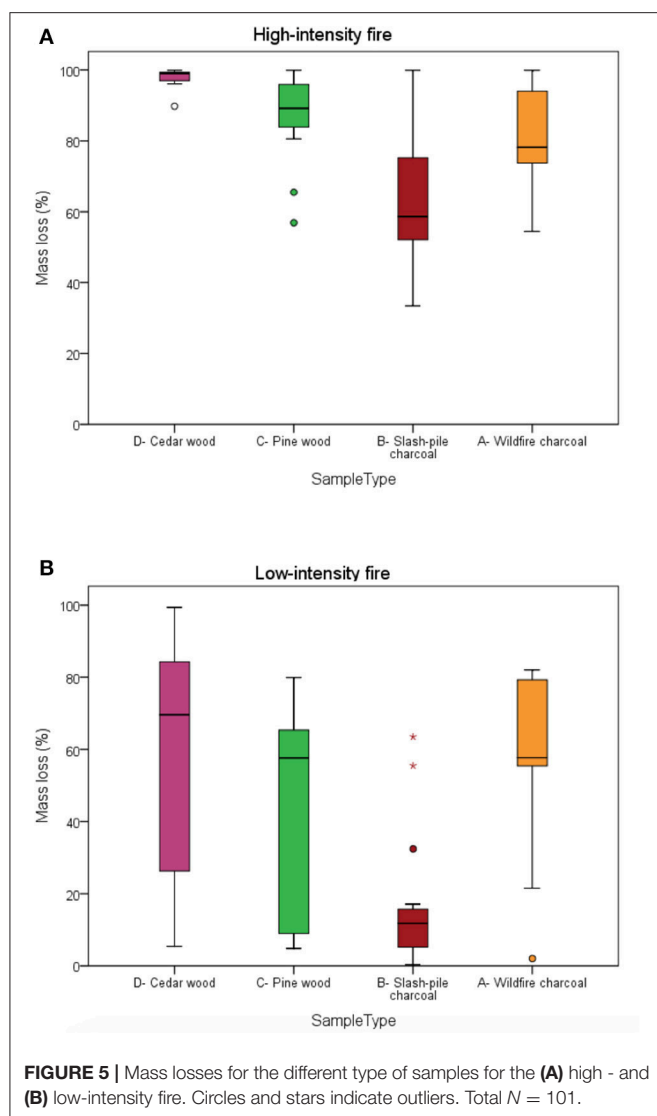 A
High-intensity fire
100
80
60
40
20
0
Mass loss (%)
D- Cedar wood
C- Pine wood
B- Slash-pile
charcoal
A- Wildfire charcoal
SampleType
B
Low-intensity fire
100
80
60
40
20
0
Mass loss (%)
D- Cedar wood
C- Pine wood
B- Slash-pile
charcoal
A- Wildfire charcoal
SampleType
FIGURE 5 | Mass losses for the different type of samples for the (A) high - and
(B) low-intensity fire. Circles and stars indicate outliers. Total N = 101.